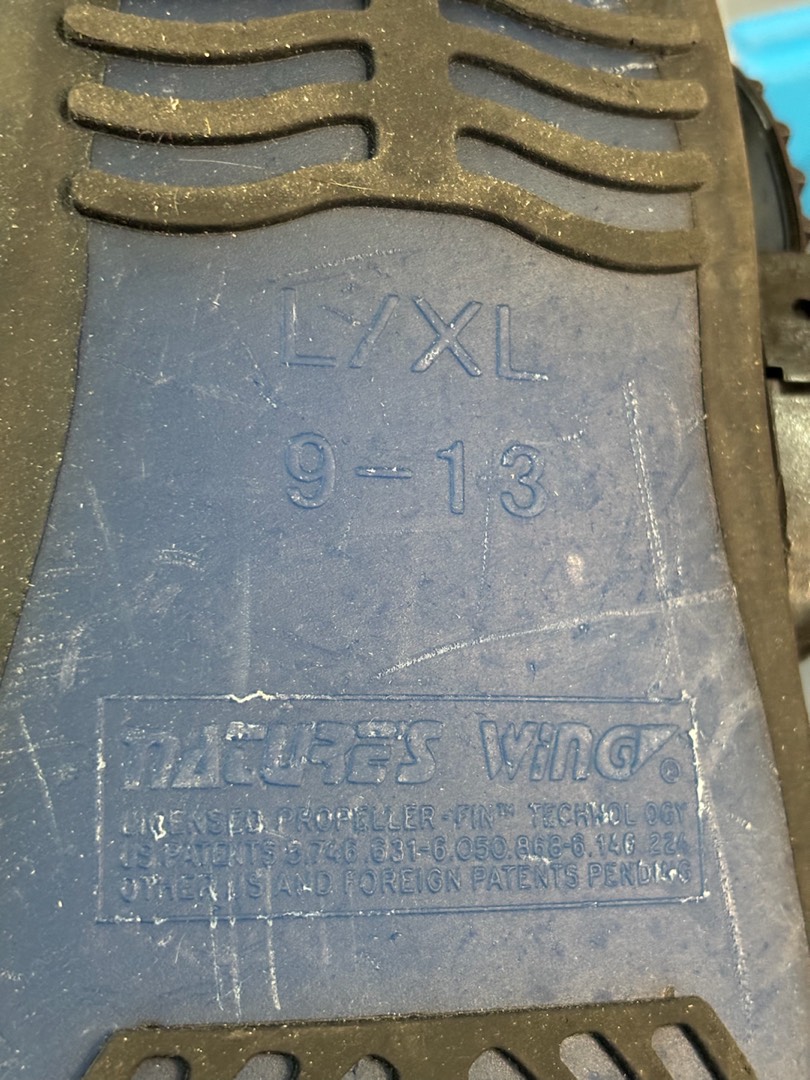 L/XL
9-13
NATURE'S WING®
LICENSED PROPELLER-FIN™ TECHNOLOGY
US PATENTS 5.746.631-6.050.868-6.146.224
OTHER US AND FOREIGN PATENTS PENDING